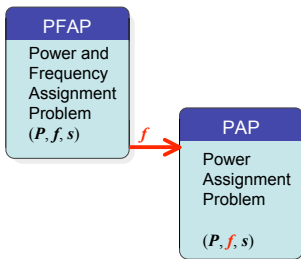 PFAP
Power and
Frequency
Assignment
Problem
(P, f, s)
f
PAP
Power
Assignment
Problem
(P, f, s)